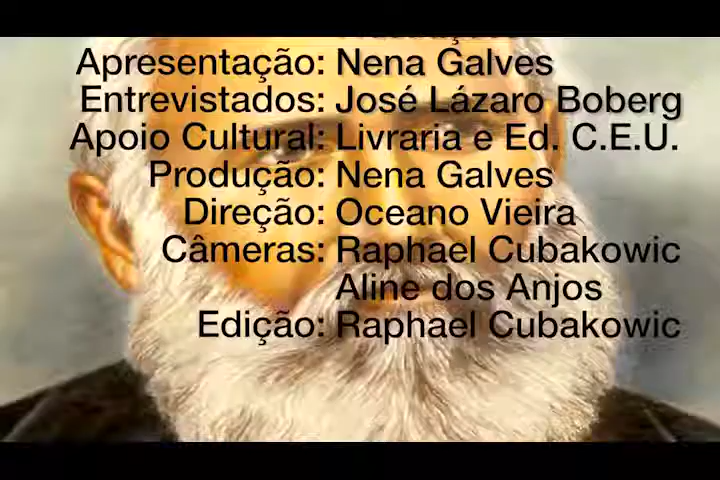 Apresentação: Nena Galves
Entrevistados: José Lázaro Boberg
Apoio Cultural: Livraria e Ed. C.E.U.
Produção: Nena Galves
Direção: Oceano Vieira
Câmeras: Raphael Cubakowic
Aline dos Anjos
Edição: Raphael Cubakowic